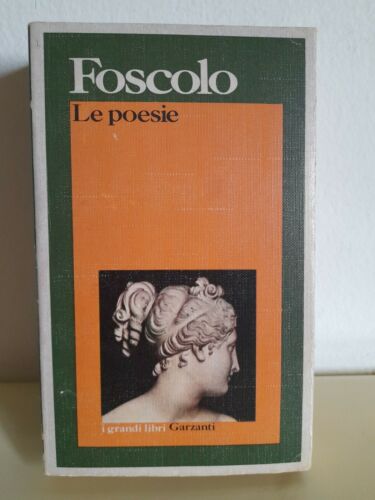 Foscolo
Le poesie
i grandi libri Garzanti